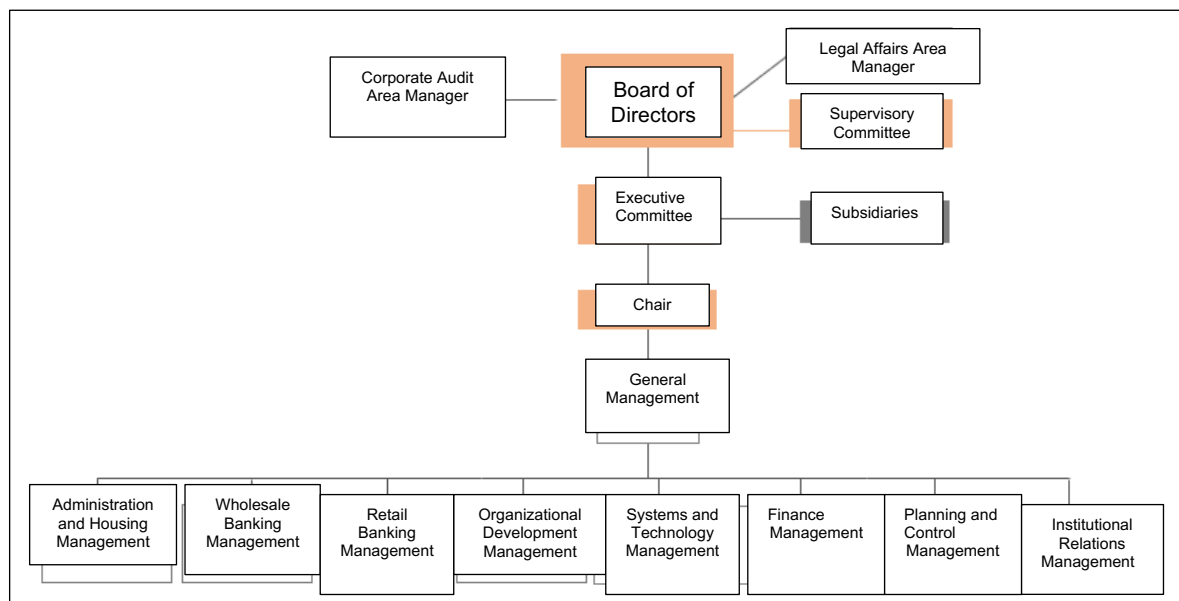 Legal Affairs Area
Manager
Corporate Audit
Area Manager
Board of
Directors
Supervisory
Committee
Executive
Committee
Subsidiaries
Chair
General
Management
Administration
and Housing
Management
Wholesale
Banking
Management
Retail
Banking
Management
Organizational
Development
Management
Systems and
Technology
Management
Finance
Management
Planning and
Control
Management
Institutional
Relations
Management